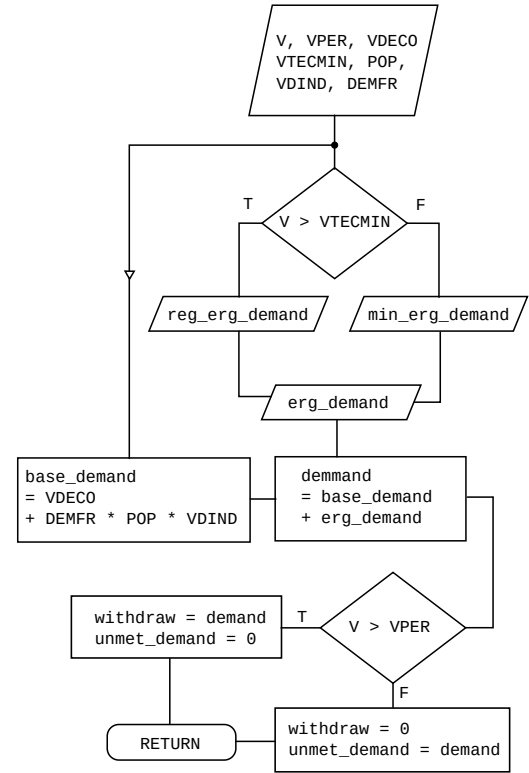 V, VPER, VDECO
VTECMIN, POP,
VDIND, DEMFR
T
F
V > VTECMIN
reg_erg_demand
min_erg_demand
erg_demand
base_demand
= VDECO
+ DEMFR * POP * VDIND
demmand
= base_demand
+ erg_demand
withdraw = demand
unmet_demand = 0
T
V > VPER
F
withdraw = 0
unmet_demand = demand
RETURN